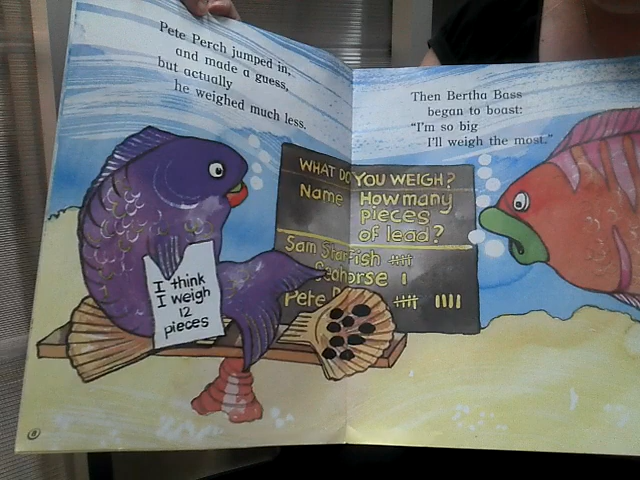 Pete Perch jumped in,
and made a guess,
but actually
he weighed much less.
Then Bertha Bass
began to boast:
"I'm so big
I'll weigh the most."
WHAT DO YOU WEIGH?
Name How many
pieces
of lead?
Sam Starfish
Seahorse I
Pete
I think
I weigh
12
pieces
8